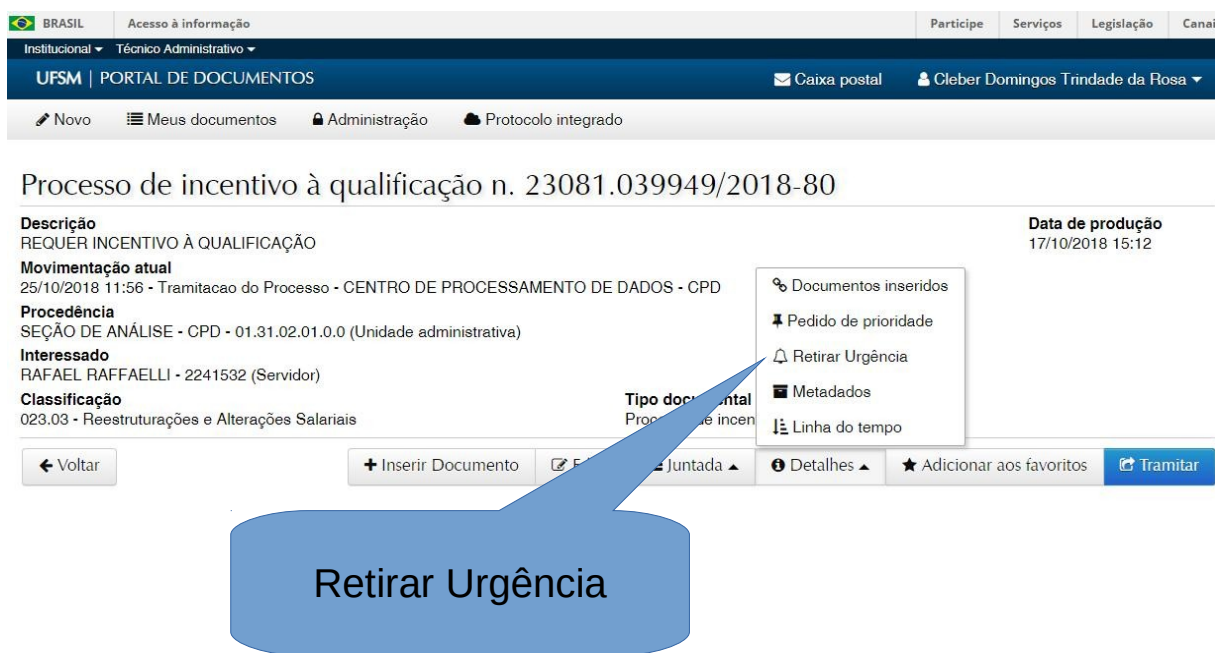 BRASIL Acesso à informação Participe Serviços Legislação
Institucional Técnico Administrativo
UFSM | PORTAL DE DOCUMENTOS Caixa postal Cleber Domingos Trindade da Rosa
Novo Meus documentos Administração Protocolo integrado
Processo de incentivo à qualificação n. 23081.039949/2018-80
Descrição Data de produção
REQUER INCENTIVO À QUALIFICAÇÃO 17/10/2018 15:12
Movimentação atual
25/10/2018 11:56 - Tramitacao do Processo - CENTRO DE PROCESSAMENTO DE DADOS - CPD
Documentos inseridos
Procedência
Pedido de prioridade
SEÇÃO DE ANÁLISE - CPD - 01.31.02.01.0.0 (Unidade administrativa)
Interessado
Retirar Urgência
RAFAEL RAFFAELLI - 2241532 (Servidor)
Classificação Tipo
Metadados
023.03 - Reestruturações e Alterações Salariais
Linha do tempo
Voltar Inserir Documento Juntada Detalhes Adicionar aos favoritos Tramitar
Retirar Urgência